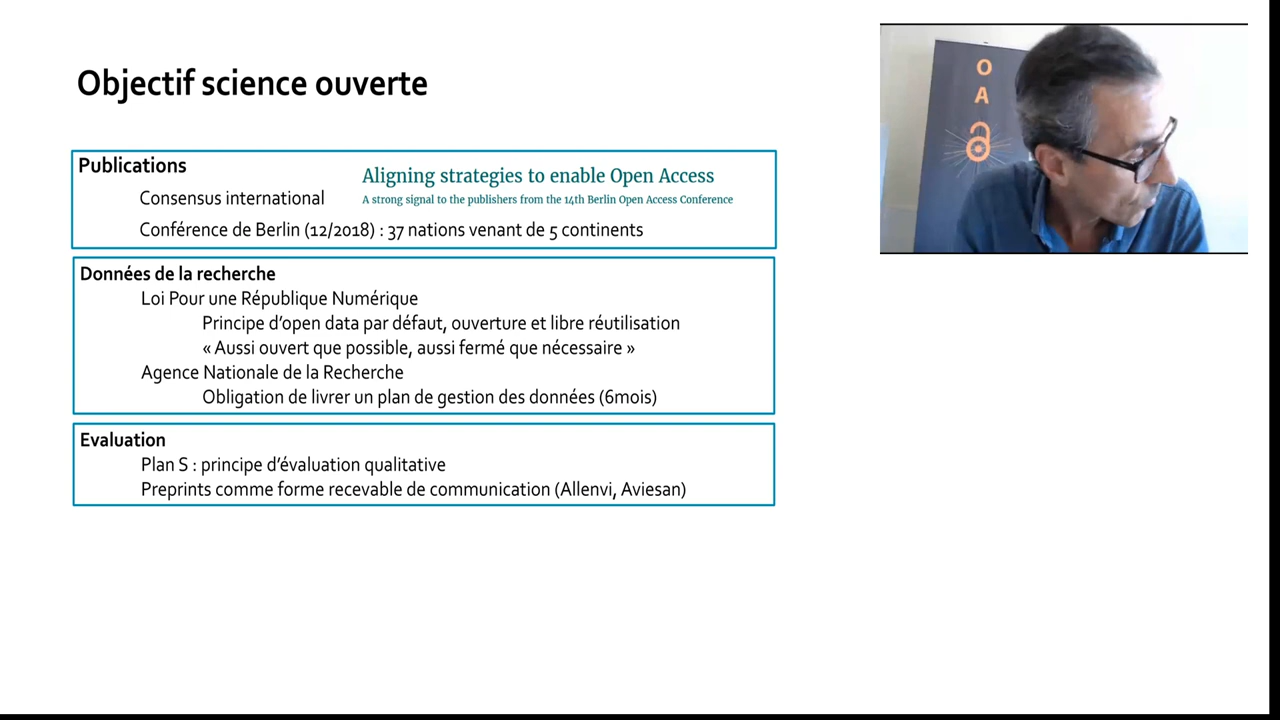 Objectif science ouverte
Publications
Aligning strategies to enable Open Access
Consensus international
A strong signal to the publishers from the 14th Berlin Open Access Conference
Conférence de Berlin (12/2018) : 37 nations venant de 5 continents
Données de la recherche
Loi Pour une République Numérique
Principe d'open data par défaut, ouverture et libre réutilisation
« Aussi ouvert que possible, aussi fermé que nécessaire »
Agence Nationale de la Recherche
Obligation de livrer un plan de gestion des données (6mois)
Evaluation
Plan S : principe d'évaluation qualitative
Preprints comme forme recevable de communication (Allenvi, Aviesan)
O
A